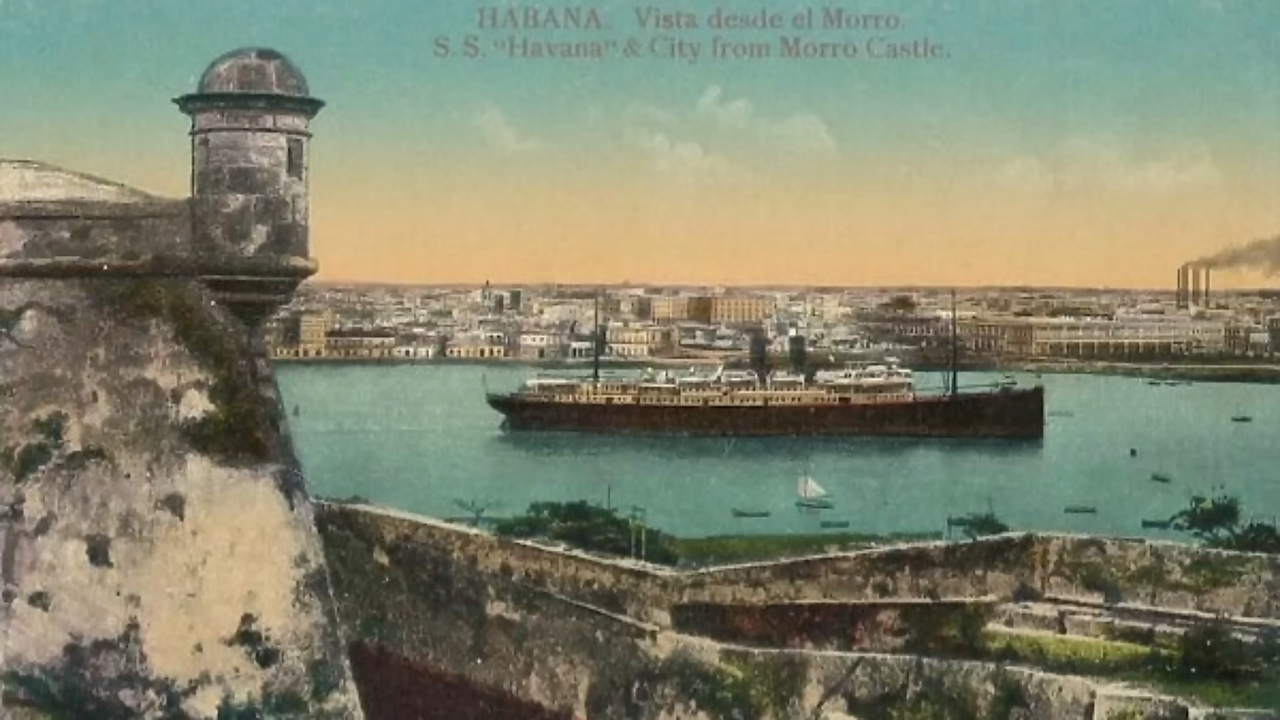 HABANA. Vista desde el Morro.
S. S. "Havana" & City from Morro Castle.